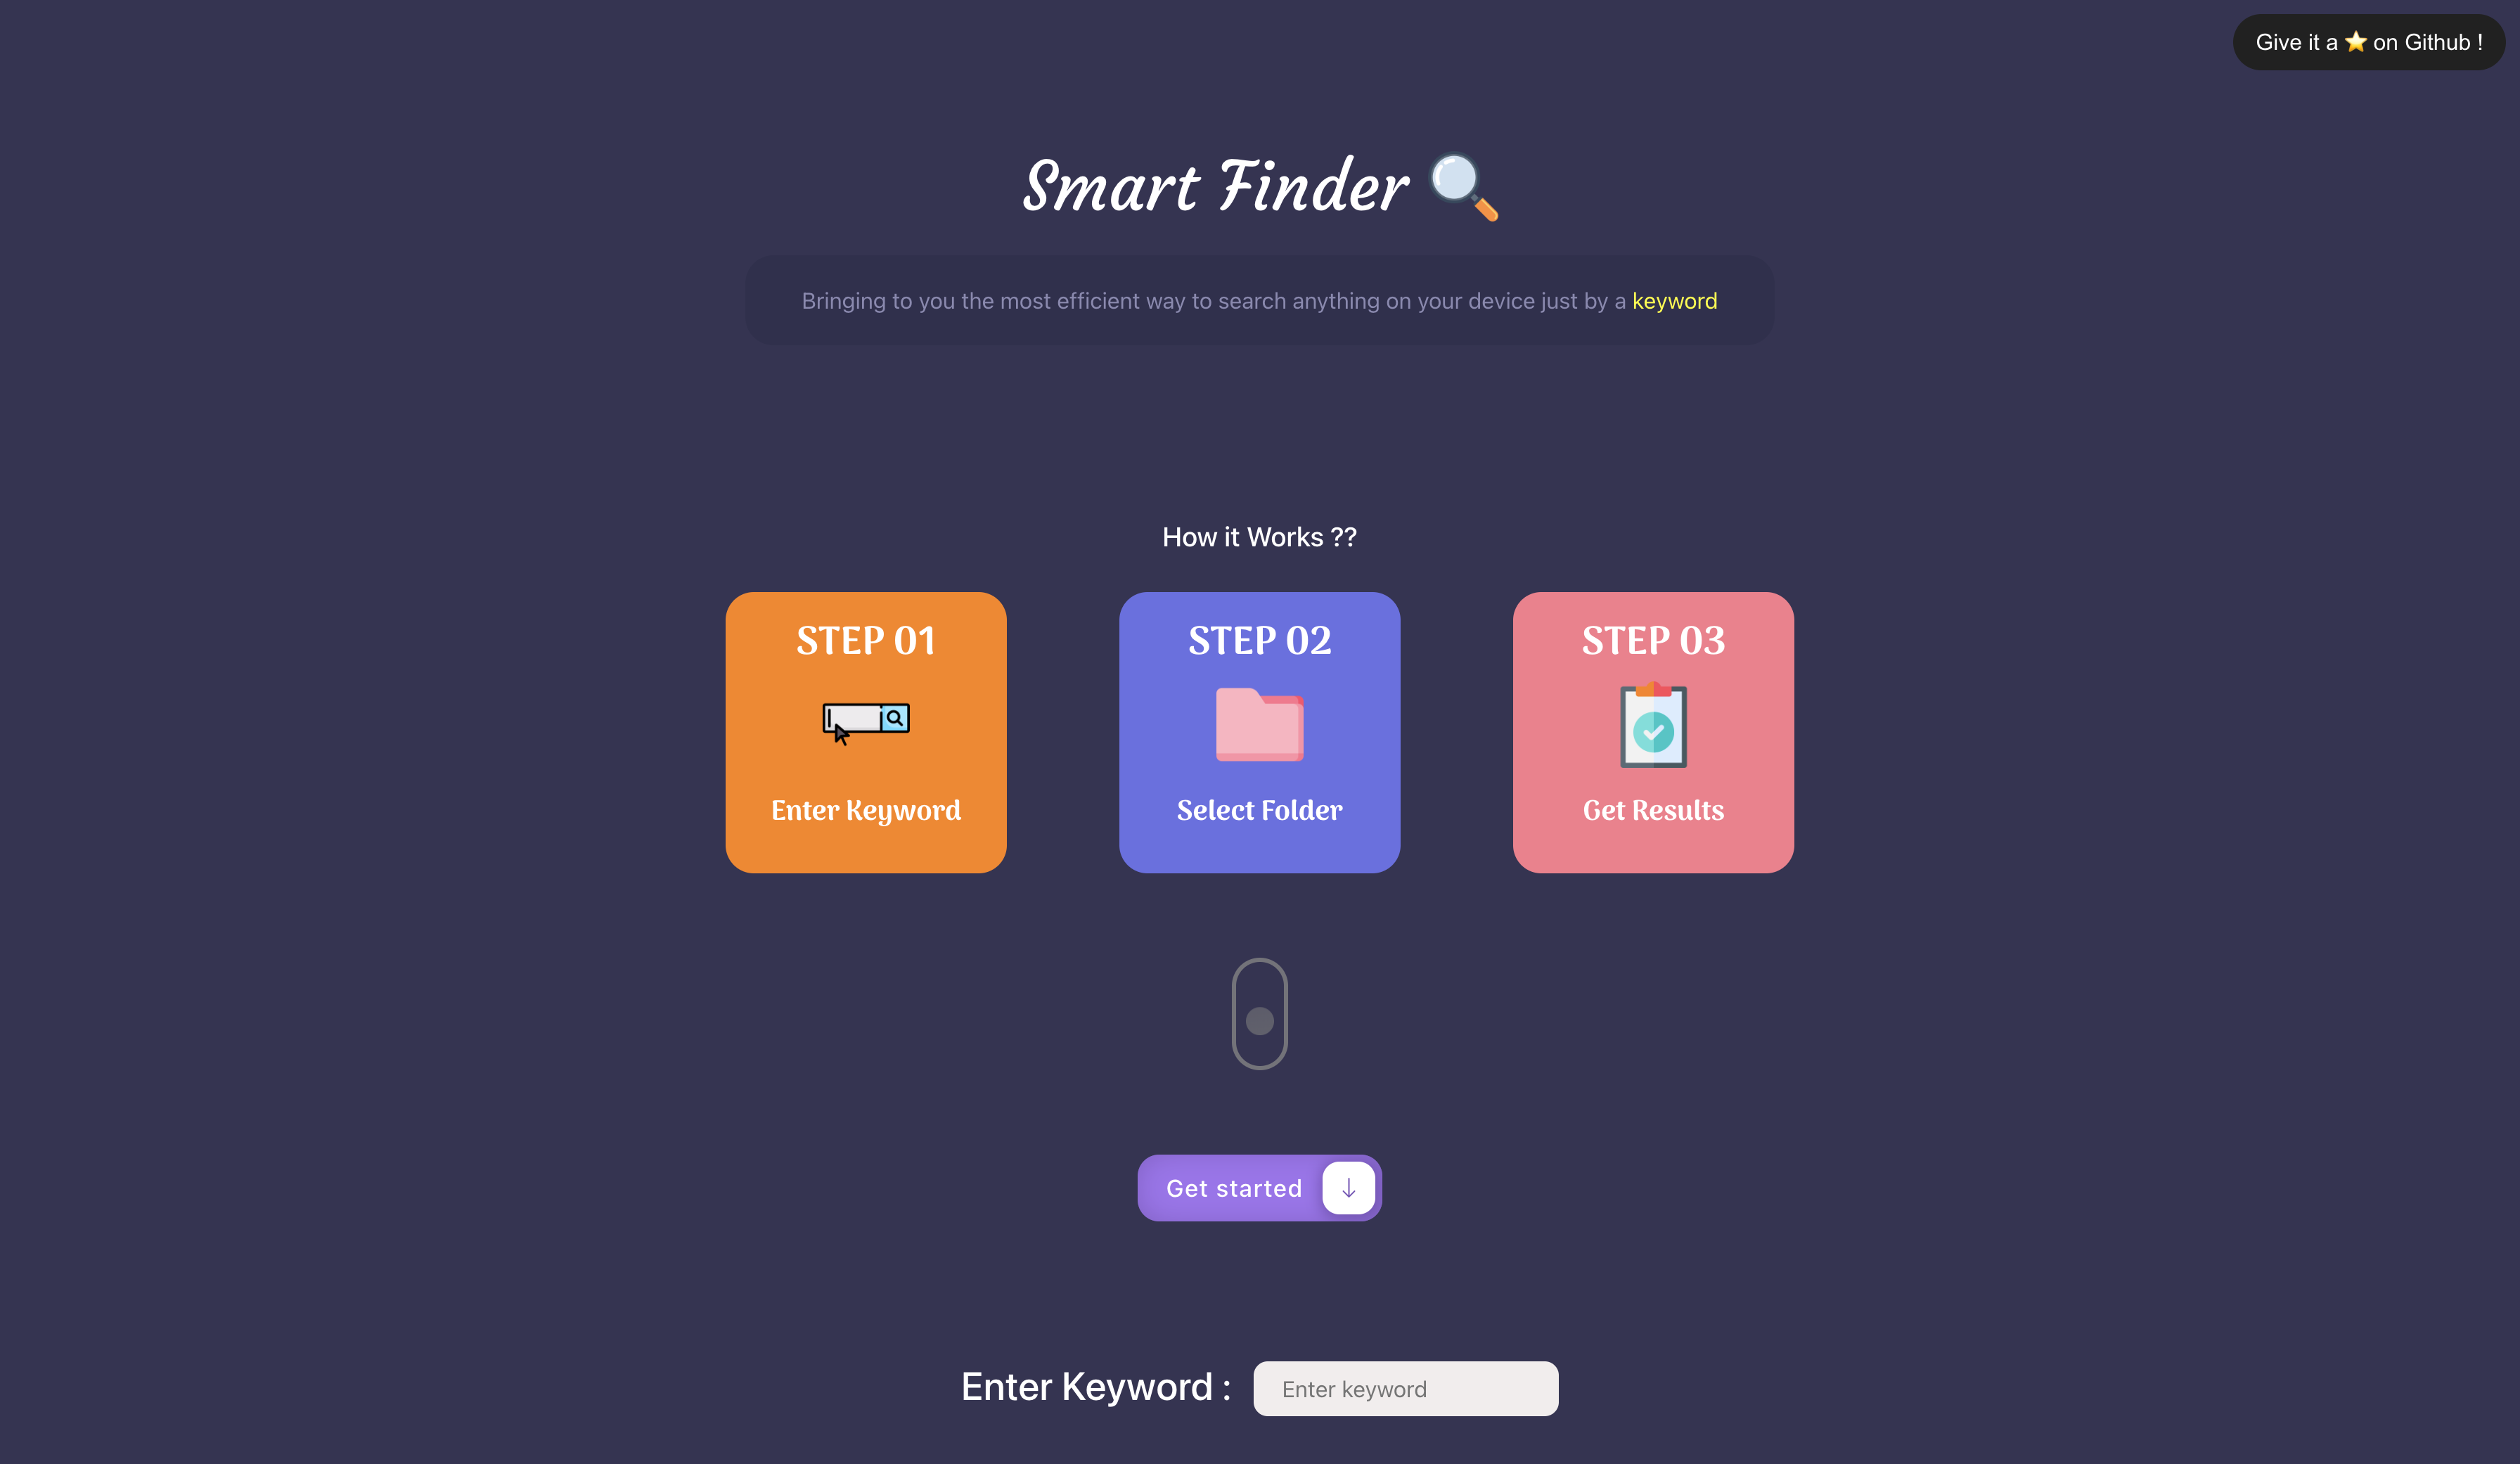 Give it a ⭐ on Github !
Smart Finder 🔍
Bringing to you the most efficient way to search anything on your device just by a keyword
How it Works ??
STEP 01
Enter Keyword
STEP 02
Select Folder
STEP 03
Get Results
Get started ↓
Enter Keyword : Enter keyword